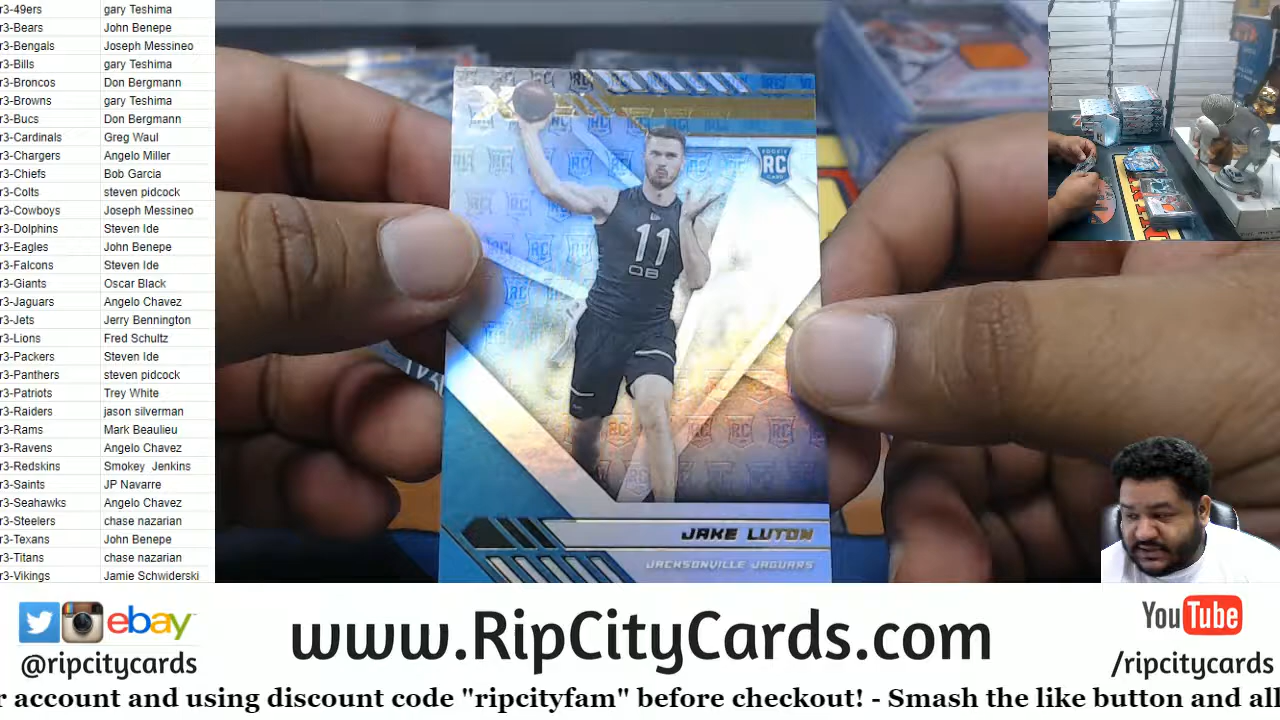 r3-49ers gary Teshima
r3-Bears John Benepe
r3-Bengals Joseph Messineo
r3-Bills gary Teshima
r3-Broncos Don Bergmann
r3-Browns gary Teshima
r3-Bucs Don Bergmann
r3-Cardinals Greg Waul
r3-Chargers Angelo Miller
r3-Chiefs Bob Garcia
r3-Colts steven pidcock
r3-Cowboys Joseph Messineo
r3-Dolphins Steven Ide
r3-Eagles John Benepe
r3-Falcons Steven Ide
r3-Giants Oscar Black
r3-Jaguars Angelo Chavez
r3-Jets Jerry Bennington
r3-Lions Fred Schultz
r3-Packers Steven Ide
r3-Panthers steven pidcock
r3-Patriots Trey White
r3-Raiders jason silverman
r3-Rams Mark Beaulieu
r3-Ravens Angelo Chavez
r3-Redskins Smokey Jenkins
r3-Saints JP Navarre
r3-Seahawks Angelo Chavez
r3-Steelers chase nazarian
r3-Texans John Benepe
r3-Titans chase nazarian
r3-Vikings Jamie Schwiderski
RC
11
QB
JAKE LUTON
JACKSONVILLE JAGUARS
ebay
@ripcitycards
www.RipCityCards.com
YouTube
/ripcitycards
r account and using discount code "ripcityfam" before checkout! - Smash the like button and all